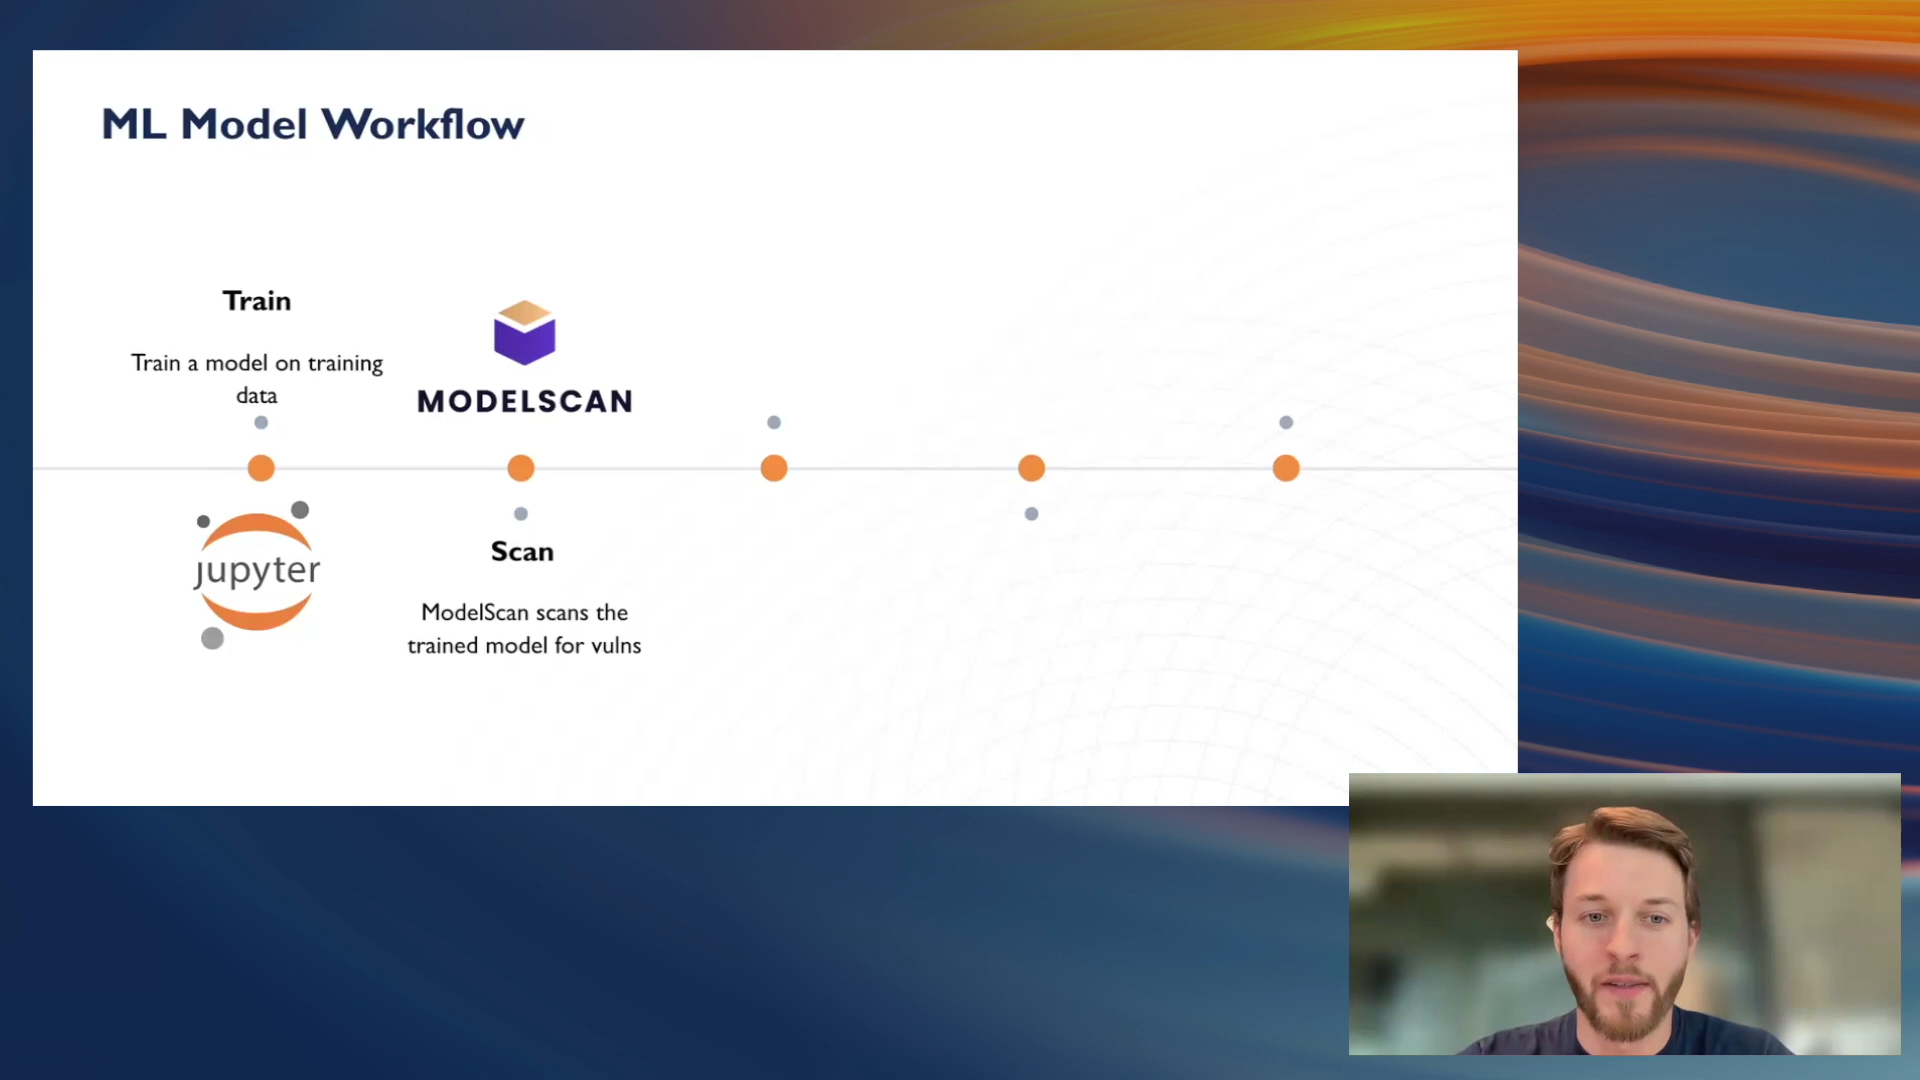 ML Model Workflow
Train
Train a model on training
data
jupyter
MODELSCAN
Scan
ModelScan scans the
trained model for vulns